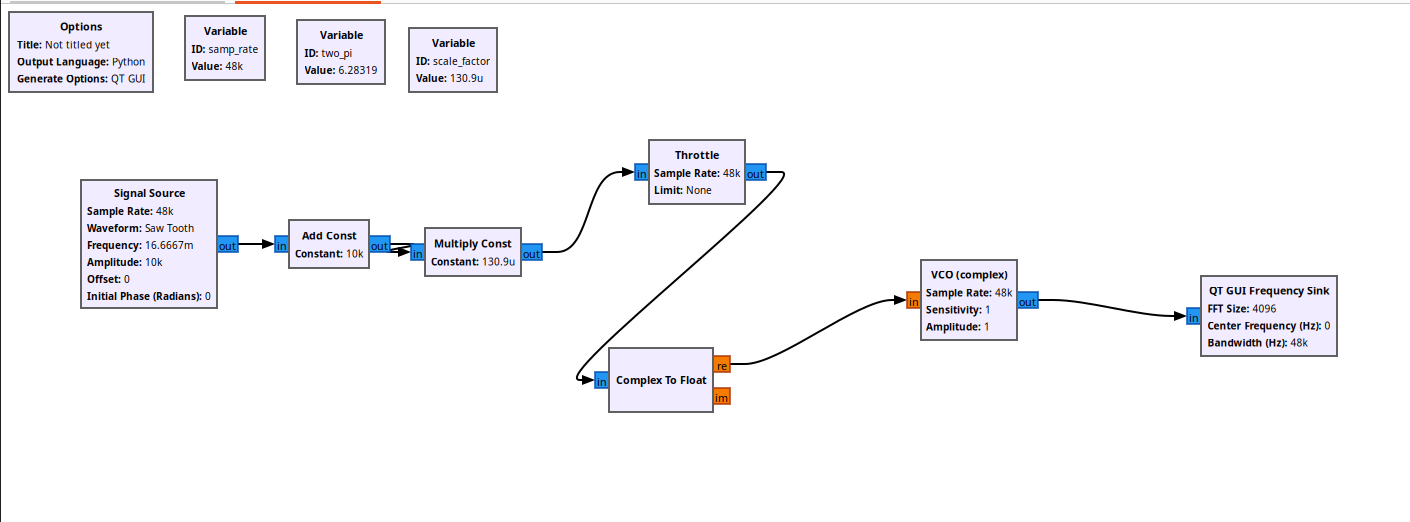 Options
Title: Not titled yet
Output Language: Python
Generate Options: QT GUI
Variable
ID: samp_rate
Value: 48k
Variable
ID: two_pi
Value: 6.28319
Variable
ID: scale_factor
Value: 130.9u
Signal Source
Sample Rate: 48k
Waveform: Saw Tooth
Frequency: 16.6667m
Amplitude: 10k
Offset: 0
Initial Phase (Radians): 0
out
in
Add Const
Constant: 10k
out
in
Multiply Const
Constant: 130.9u
out
in
Throttle
Sample Rate: 48k
Limit: None
out
in
Complex To Float
re
im
in
VCO (complex)
Sample Rate: 48k
Sensitivity: 1
Amplitude: 1
out
in
QT GUI Frequency Sink
FFT Size: 4096
Center Frequency (Hz): 0
Bandwidth (Hz): 48k